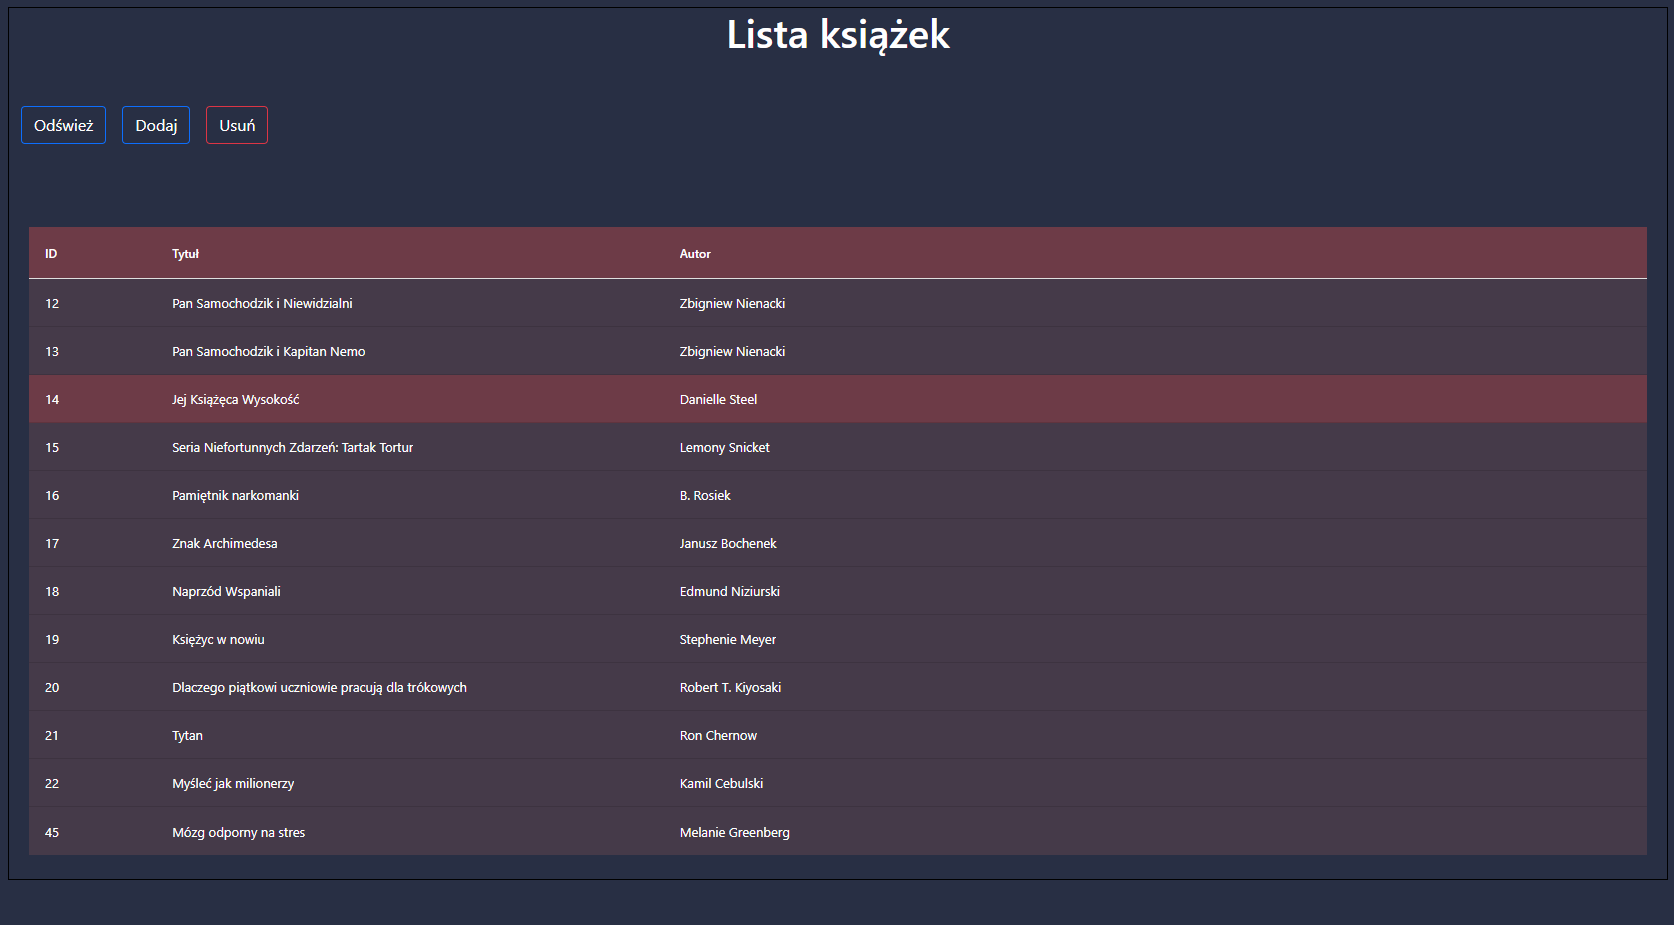 Lista książek
Odśwież Dodaj Usuń
ID Tytuł Autor
12 Pan Samochodzik i Niewidzialni Zbigniew Nienacki
13 Pan Samochodzik i Kapitan Nemo Zbigniew Nienacki
14 Jej Książęca Wysokość Danielle Steel
15 Seria Niefortunnych Zdarzeń: Tartak Tortur Lemony Snicket
16 Pamiętnik narkomanki B. Rosiek
17 Znak Archimedesa Janusz Bochenek
18 Naprzód Wspaniali Edmund Niziurski
19 Księżyc w nowiu Stephenie Meyer
20 Dlaczego piątkowi uczniowie pracują dla trókowych Robert T. Kiyosaki
21 Tytan Ron Chernow
22 Myśleć jak milionerzy Kamil Cebulski
45 Mózg odporny na stres Melanie Greenberg